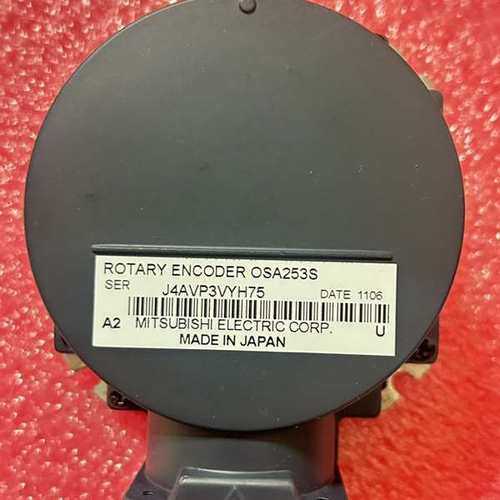 ROTARY ENCODER OSA253S
SER J4AVP3VYH75 DATE 1106
A2 MITSUBISHI ELECTRIC CORP. U
MADE IN JAPAN